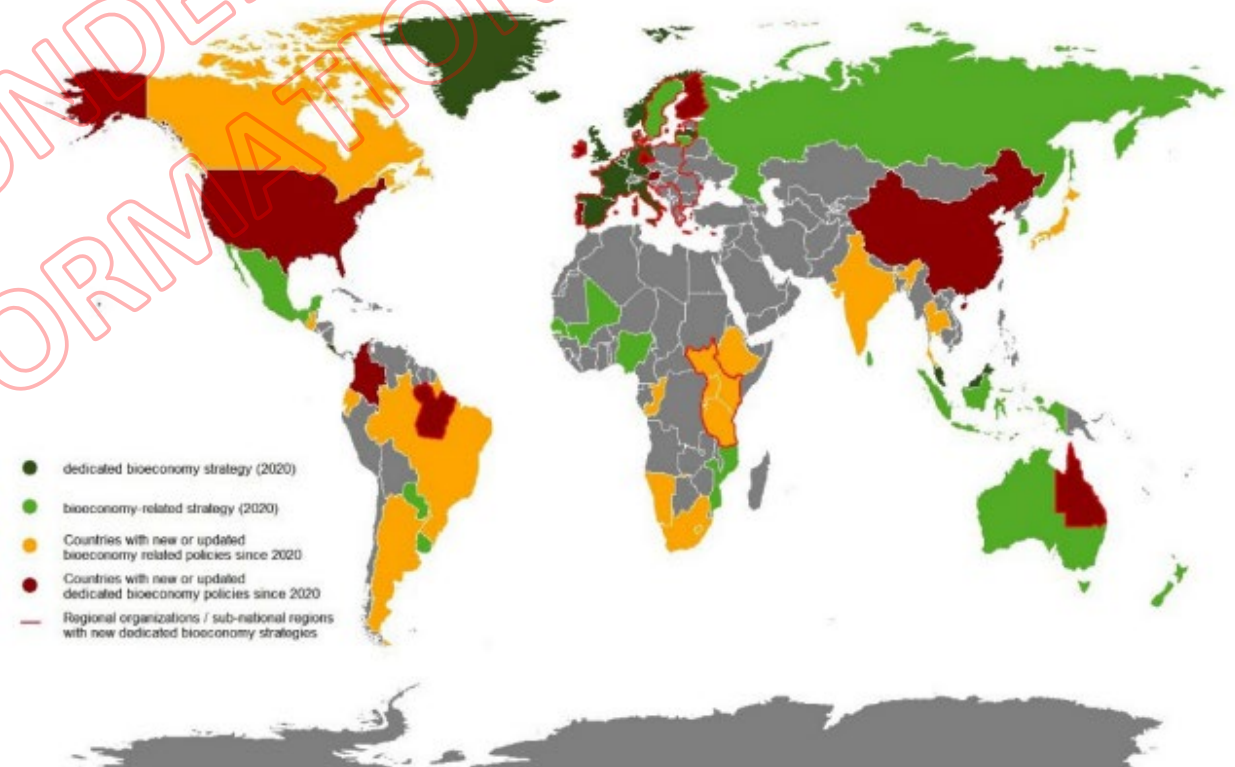 ONDE
ORMATION
dedicated bioeconomy strategy (2020)
bioeconomy-related strategy (2020)
Countries with new or updated
bioeconomy related policies since 2020
Countries with new or updated
dedicated bioeconomy policies since 2020
Regional organizations / sub-national regions
with new dedicated bioeconomy strategies